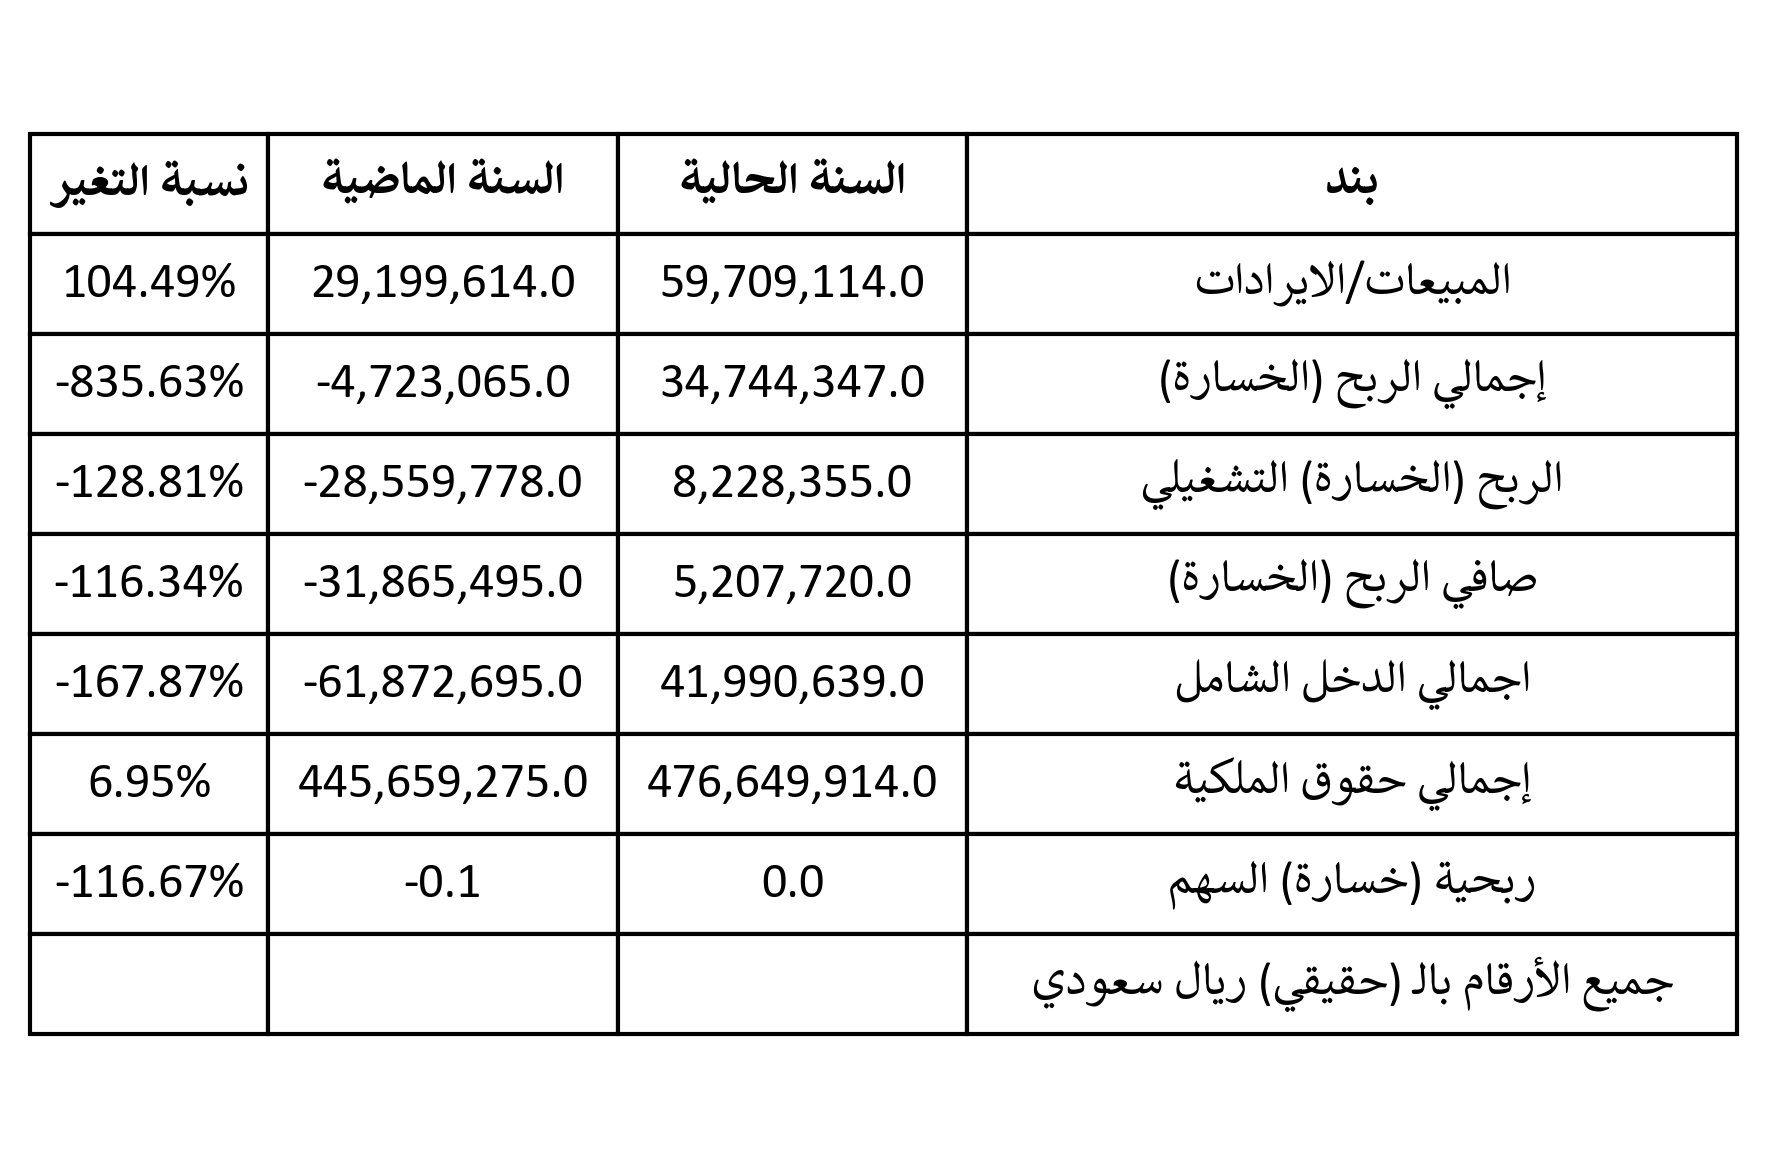 بند السنة الحالية السنة الماضية نسبة التغير
المبيعات/الايرادات 59,709,114.0 29,199,614.0 104.49%
إجمالي الربح (الخسارة) 34,744,347.0 -4,723,065.0 -835.63%
الربح (الخسارة) التشغيلي 8,228,355.0 -28,559,778.0 -128.81%
صافي الربح (الخسارة) 5,207,720.0 -31,865,495.0 -116.34%
اجمالي الدخل الشامل 41,990,639.0 -61,872,695.0 -167.87%
إجمالي حقوق الملكية 476,649,914.0 445,659,275.0 6.95%
ربحية (خسارة) السهم 0.0 -0.1 -116.67%
جميع الأرقام بالـ (حقيقي) ريال سعودي